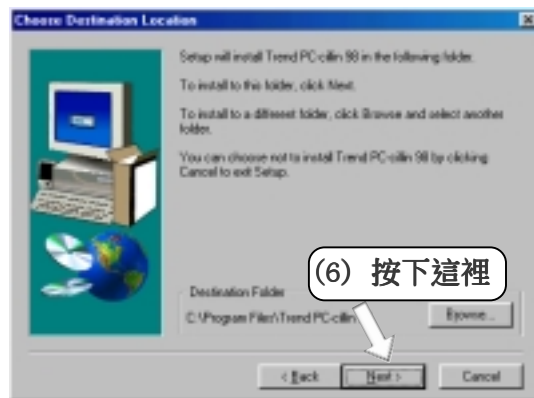 Choose Destination Location
Setup will install Trend PC-cillin 98 in the following folder.
To install to this folder, click Next.
To install to a different folder, click Browse and select another
folder.
You can choose not to install Trend PC-cillin 98 by clicking
Cancel to exit Setup.
(6) 按下這裡
Destination Folder
C:\Program Files\Trend PC-cillin
Browse...
< Back
Next >
Cancel